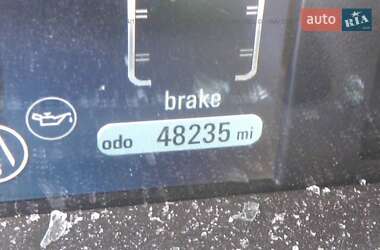 auto RIA
brake
odo 48235 mi